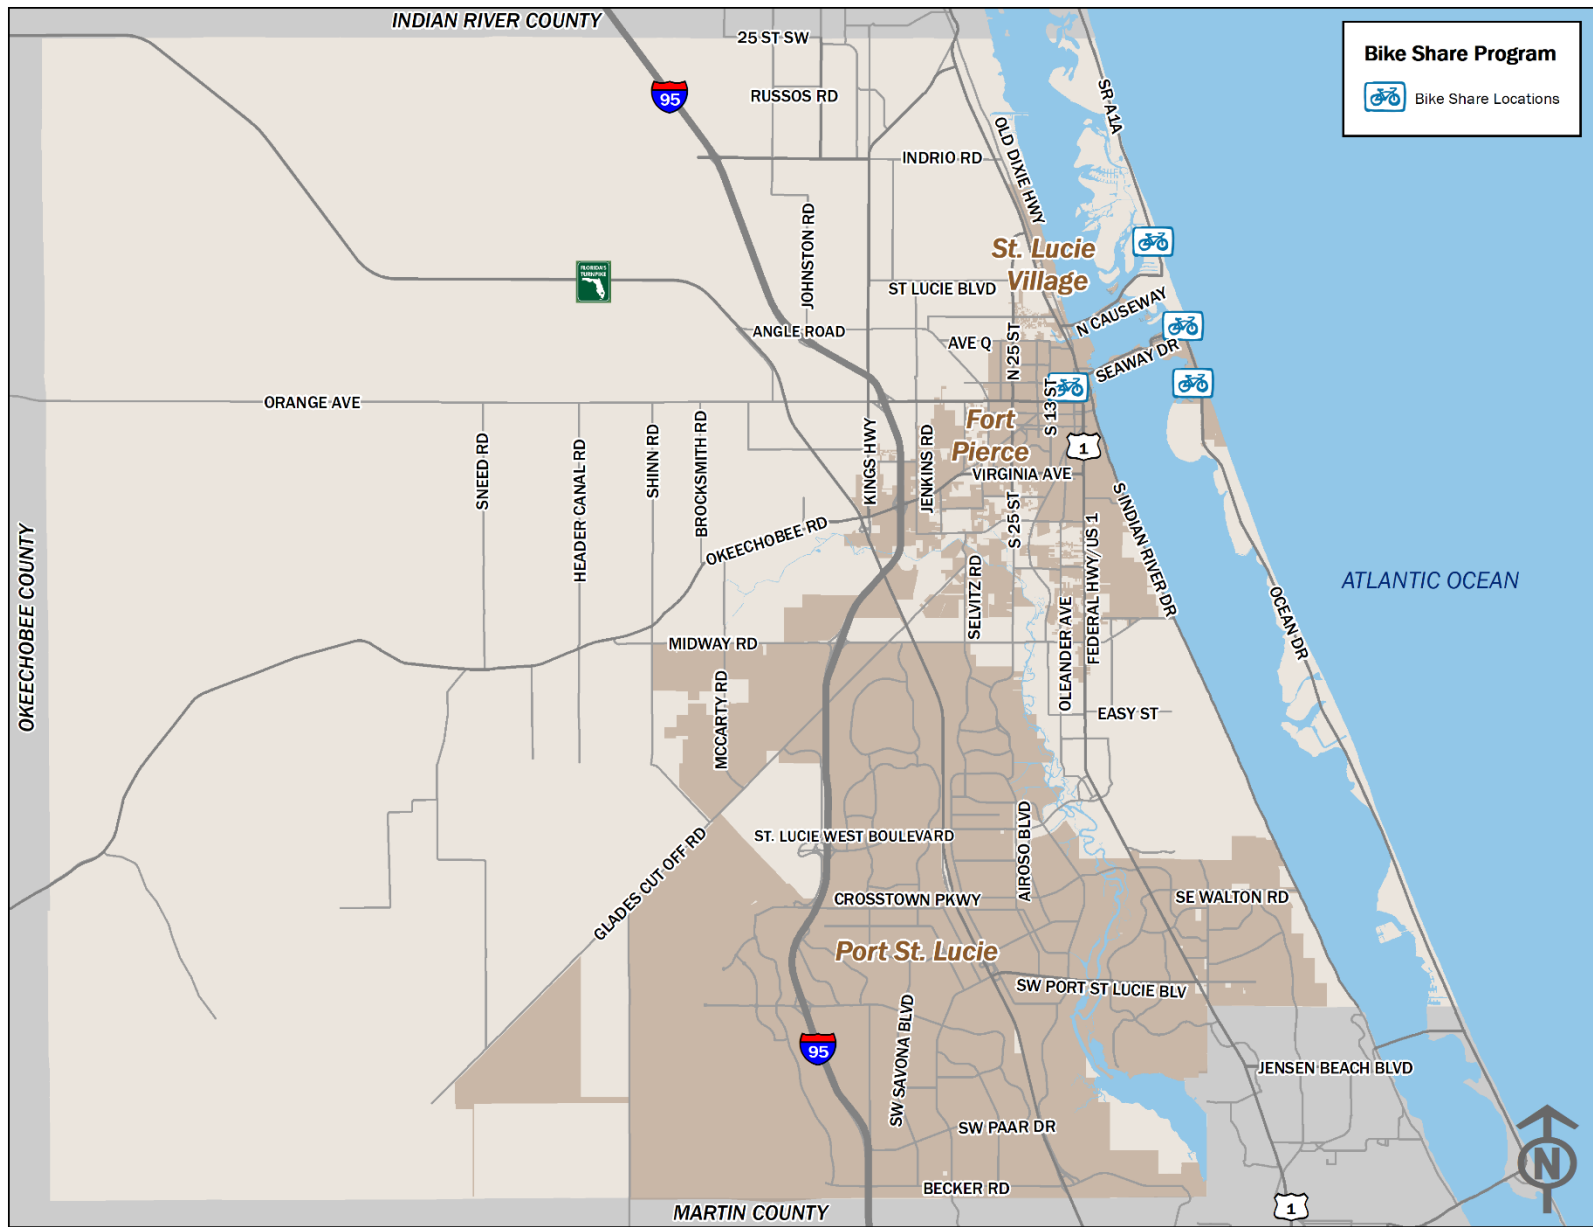 INDIAN RIVER COUNTY
25 ST SW
95
RUSSOS RD
SR A1A
Bike Share Program
Bike Share Locations
OLD DIXIE HWY
INDRIO RD
JOHNSTON RD
St. Lucie
Village
FLORIDA'S
TURNPIKE
ST LUCIE BLVD
N CAUSEWAY
ANGLE ROAD
AVE Q
N 25 ST
SEAWAY DR
ORANGE AVE
S 13 ST
Fort
Pierce
1
SNEED RD
HEADER CANAL RD
SHINN RD
BROCKSMITH RD
KINGS HWY
JENKINS RD
VIRGINIA AVE
S 25 ST
S INDIAN RIVER DR
OKEECHOBEE RD
OKEECHOBEE COUNTY
SELVITZ RD
OLEANDER AVE
FEDERAL HWY/US 1
ATLANTIC OCEAN
OCEAN DR
MIDWAY RD
MCCARTY RD
EASY ST
ST. LUCIE WEST BOULEVARD
AIROSO BLVD
GLADES CUT OFF RD
CROSSTOWN PKWY
SE WALTON RD
Port St. Lucie
SW PORT ST LUCIE BLV
SW SAVONA BLVD
95
JENSEN BEACH BLVD
SW PAAR DR
BECKER RD
N
MARTIN COUNTY
1